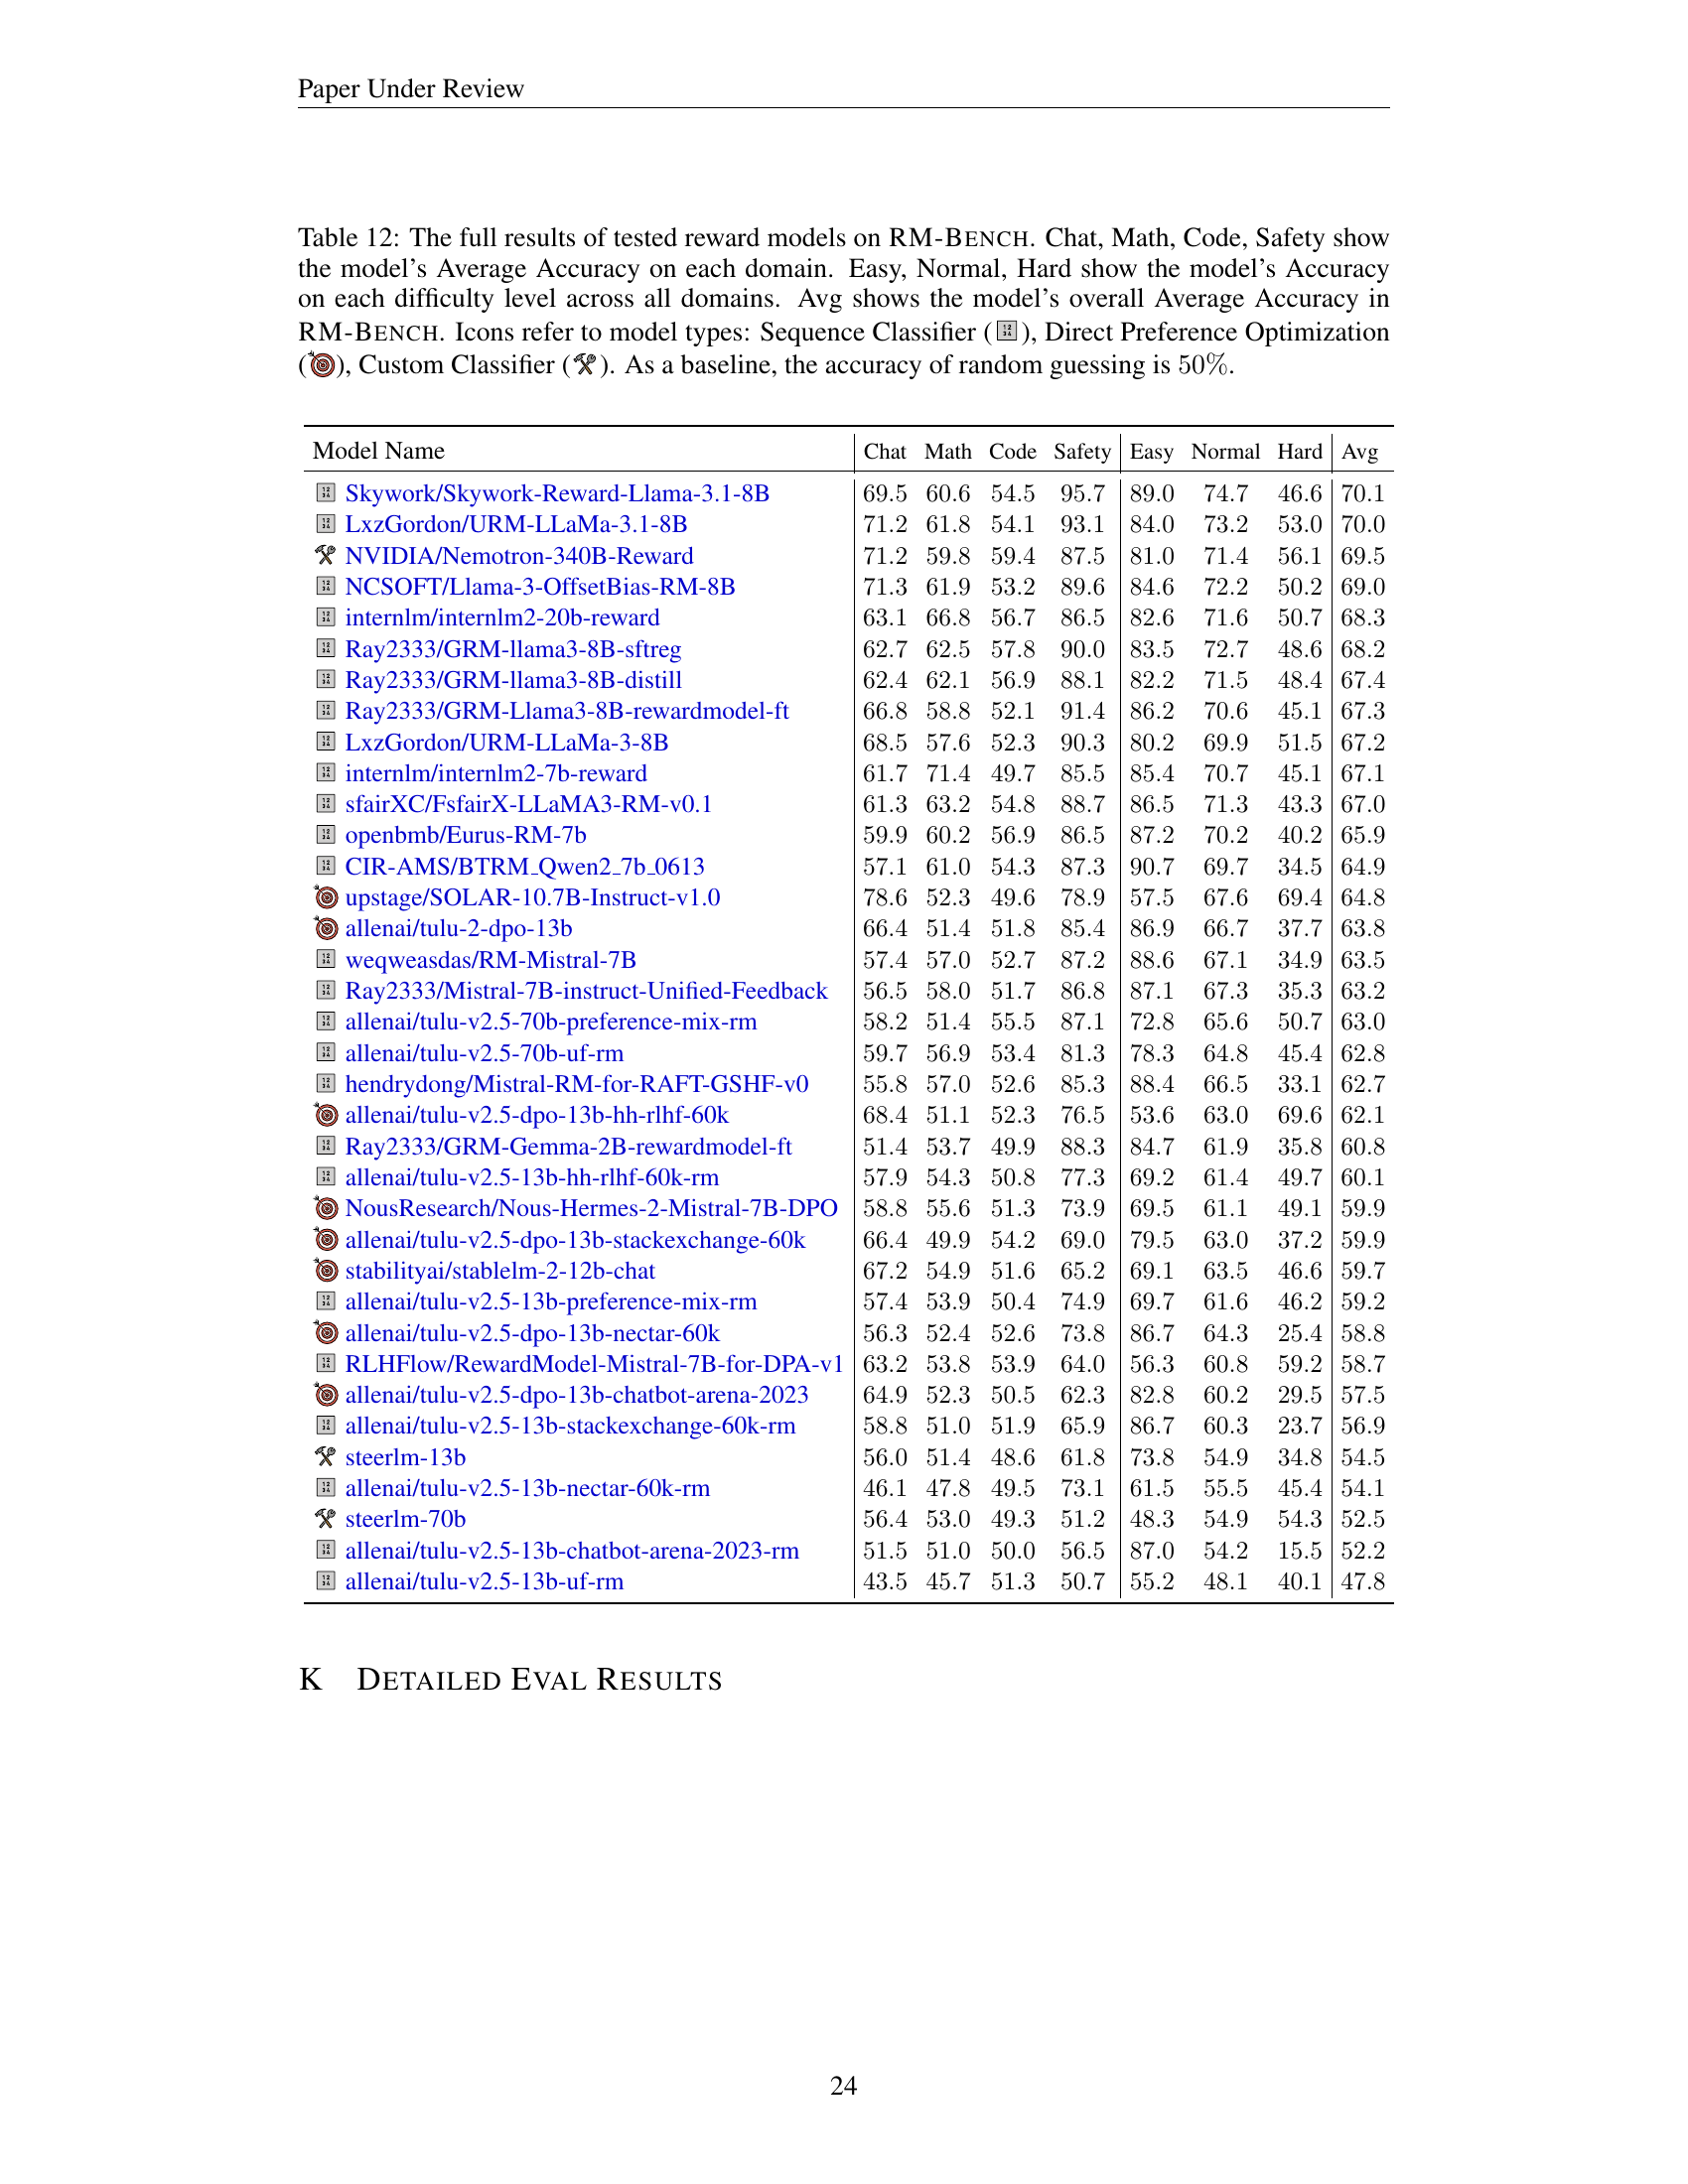 Paper Under Review
Table 12: The full results of tested reward models on RM-BENCH. Chat, Math, Code, Safety show
the model's Average Accuracy on each domain. Easy, Normal, Hard show the model's Accuracy
on each difficulty level across all domains. Avg shows the model's overall Average Accuracy in
RM-BENCH. Icons refer to model types: Sequence Classifier ( ), Direct Preference Optimization
( ), Custom Classifier ( ). As a baseline, the accuracy of random guessing is 50%.
Model Name Chat Math Code Safety Easy Normal Hard Avg
Skywork/Skywork-Reward-Llama-3.1-8B 69.5 60.6 54.5 95.7 89.0 74.7 46.6 70.1
LxzGordon/URM-LLaMa-3.1-8B 71.2 61.8 54.1 93.1 84.0 73.2 53.0 70.0
NVIDIA/Nemotron-340B-Reward 71.2 59.8 59.4 87.5 81.0 71.4 56.1 69.5
NCSOFT/Llama-3-OffsetBias-RM-8B 71.3 61.9 53.2 89.6 84.6 72.2 50.2 69.0
internlm/internlm2-20b-reward 63.1 66.8 56.7 86.5 82.6 71.6 50.7 68.3
Ray2333/GRM-llama3-8B-sftreg 62.7 62.5 57.8 90.0 83.5 72.7 48.6 68.2
Ray2333/GRM-llama3-8B-distill 62.4 62.1 56.9 88.1 82.2 71.5 48.4 67.4
Ray2333/GRM-Llama3-8B-rewardmodel-ft 66.8 58.8 52.1 91.4 86.2 70.6 45.1 67.3
LxzGordon/URM-LLaMa-3-8B 68.5 57.6 52.3 90.3 80.2 69.9 51.5 67.2
internlm/internlm2-7b-reward 61.7 71.4 49.7 85.5 85.4 70.7 45.1 67.1
sfairXC/FsfairX-LLaMA3-RM-v0.1 61.3 63.2 54.8 88.7 86.5 71.3 43.3 67.0
openbmb/Eurus-RM-7b 59.9 60.2 56.9 86.5 87.2 70.2 40.2 65.9
CIR-AMS/BTRM_Qwen2_7b_0613 57.1 61.0 54.3 87.3 90.7 69.7 34.5 64.9
upstage/SOLAR-10.7B-Instruct-v1.0 78.6 52.3 49.6 78.9 57.5 67.6 69.4 64.8
allenai/tulu-2-dpo-13b 66.4 51.4 51.8 85.4 86.9 66.7 37.7 63.8
weqweasdas/RM-Mistral-7B 57.4 57.0 52.7 87.2 88.6 67.1 34.9 63.5
Ray2333/Mistral-7B-instruct-Unified-Feedback 56.5 58.0 51.7 86.8 87.1 67.3 35.3 63.2
allenai/tulu-v2.5-70b-preference-mix-rm 58.2 51.4 55.5 87.1 72.8 65.6 50.7 63.0
allenai/tulu-v2.5-70b-uf-rm 59.7 56.9 53.4 81.3 78.3 64.8 45.4 62.8
hendrydong/Mistral-RM-for-RAFT-GSHF-v0 55.8 57.0 52.6 85.3 88.4 66.5 33.1 62.7
allenai/tulu-v2.5-dpo-13b-hh-rlhf-60k 68.4 51.1 52.3 76.5 53.6 63.0 69.6 62.1
Ray2333/GRM-Gemma-2B-rewardmodel-ft 51.4 53.7 49.9 88.3 84.7 61.9 35.8 60.8
allenai/tulu-v2.5-13b-hh-rlhf-60k-rm 57.9 54.3 50.8 77.3 69.2 61.4 49.7 60.1
NousResearch/Nous-Hermes-2-Mistral-7B-DPO 58.8 55.6 51.3 73.9 69.5 61.1 49.1 59.9
allenai/tulu-v2.5-dpo-13b-stackexchange-60k 66.4 49.9 54.2 69.0 79.5 63.0 37.2 59.9
stabilityai/stablelm-2-12b-chat 67.2 54.9 51.6 65.2 69.1 63.5 46.6 59.7
allenai/tulu-v2.5-13b-preference-mix-rm 57.4 53.9 50.4 74.9 69.7 61.6 46.2 59.2
allenai/tulu-v2.5-dpo-13b-nectar-60k 56.3 52.4 52.6 73.8 86.7 64.3 25.4 58.8
RLHFlow/RewardModel-Mistral-7B-for-DPA-v1 63.2 53.8 53.9 64.0 56.3 60.8 59.2 58.7
allenai/tulu-v2.5-dpo-13b-chatbot-arena-2023 64.9 52.3 50.5 62.3 82.8 60.2 29.5 57.5
allenai/tulu-v2.5-13b-stackexchange-60k-rm 58.8 51.0 51.9 65.9 86.7 60.3 23.7 56.9
steerlm-13b 56.0 51.4 48.6 61.8 73.8 54.9 34.8 54.5
allenai/tulu-v2.5-13b-nectar-60k-rm 46.1 47.8 49.5 73.1 61.5 55.5 45.4 54.1
steerlm-70b 56.4 53.0 49.3 51.2 48.3 54.9 54.3 52.5
allenai/tulu-v2.5-13b-chatbot-arena-2023-rm 51.5 51.0 50.0 56.5 87.0 54.2 15.5 52.2
allenai/tulu-v2.5-13b-uf-rm 43.5 45.7 51.3 50.7 55.2 48.1 40.1 47.8
K DETAILED EVAL RESULTS
24